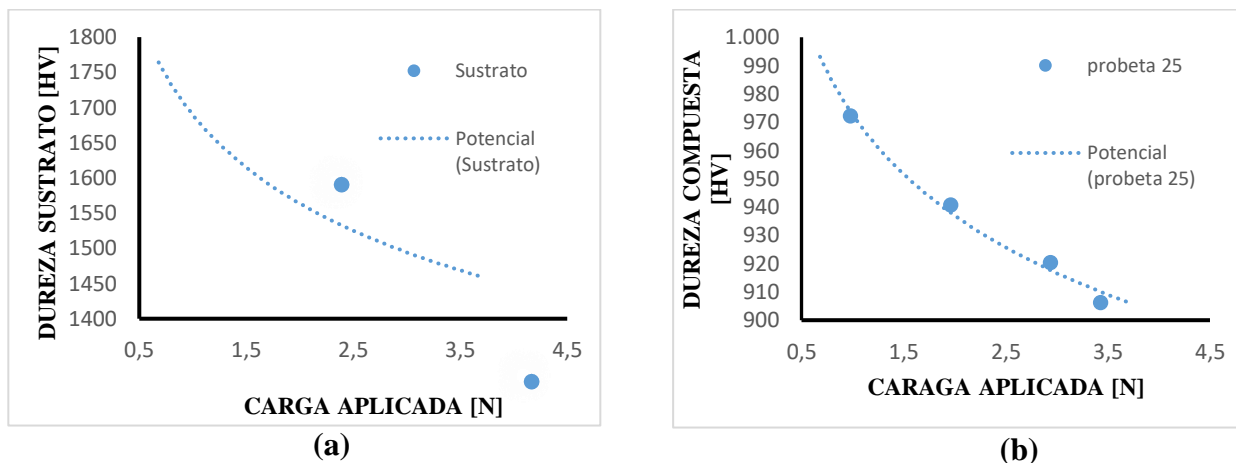 1800
1750
1700
1650
1600
1550
1500
1450
1400
DUREZA SUSTRATO [HV]
Sustrato
Potencial
(Sustrato)
0,5 1,5 2,5 3,5 4,5
CARGA APLICADA [N]
(a)
1.000
990
980
970
960
950
940
930
920
910
900
DUREZA COMPUESTA
[HV]
probeta 25
Potencial
(probeta 25)
0,5 1,5 2,5 3,5 4,5
CARAGA APLICADA [N]
(b)